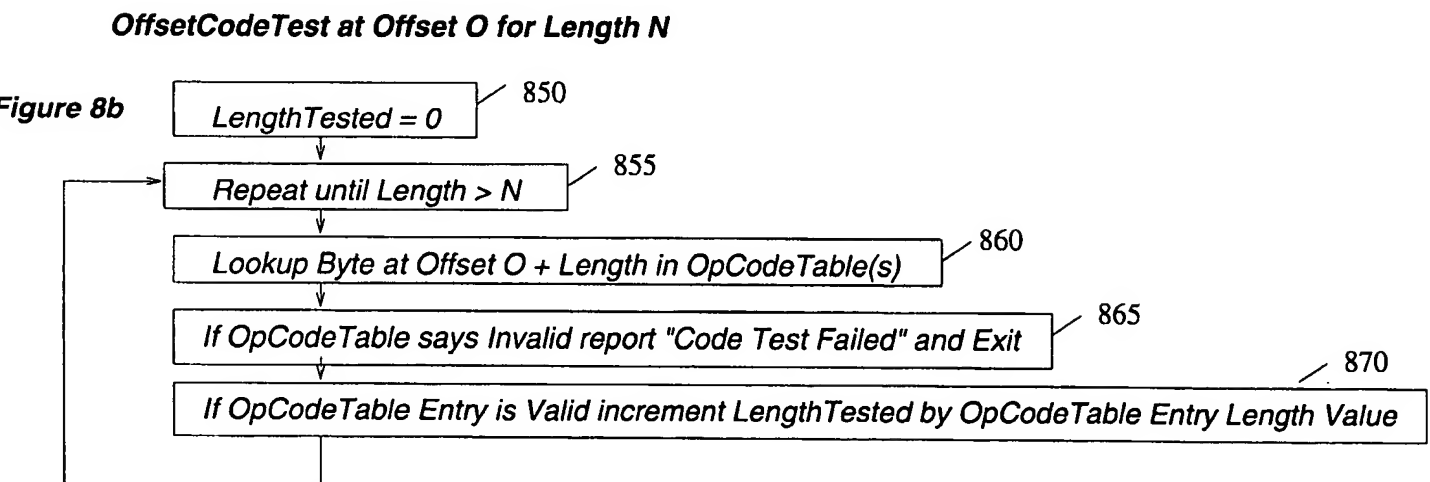 OffsetCodeTest at Offset O for Length N
Figure 8b
850
LengthTested = 0
855
Repeat until Length > N
860
Lookup Byte at Offset O + Length in OpCodeTable(s)
865
If OpCodeTable says Invalid report "Code Test Failed" and Exit
870
If OpCodeTable Entry is Valid increment LengthTested by OpCodeTable Entry Length Value